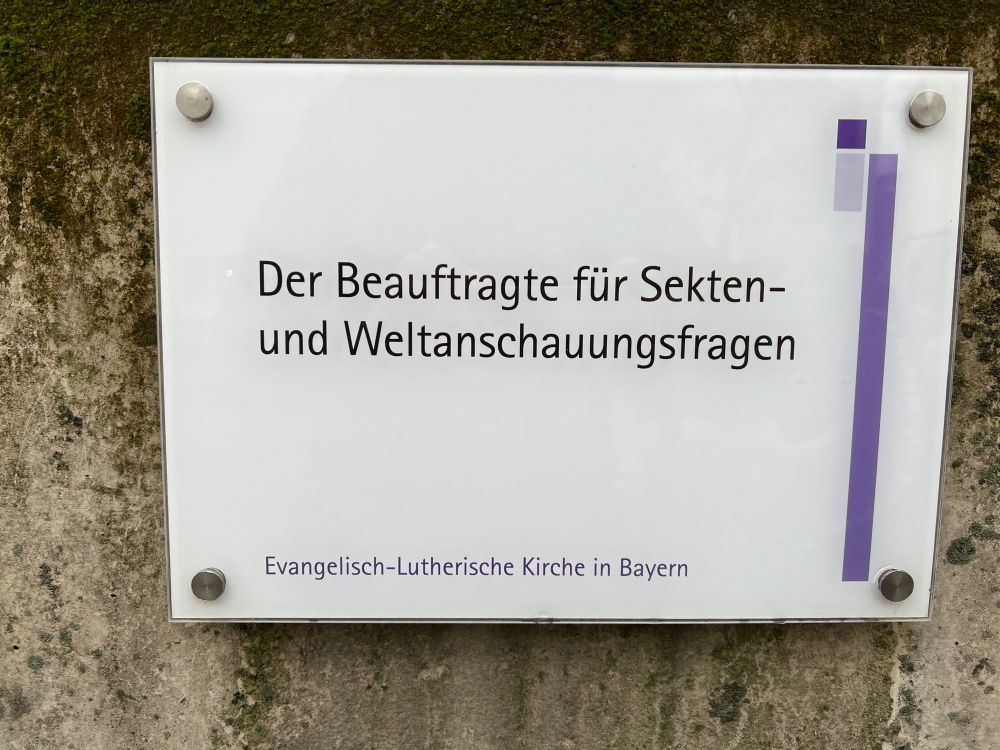 Der Beauftragte für Sekten-
und Weltanschauungsfragen
Evangelisch-Lutherische Kirche in Bayern